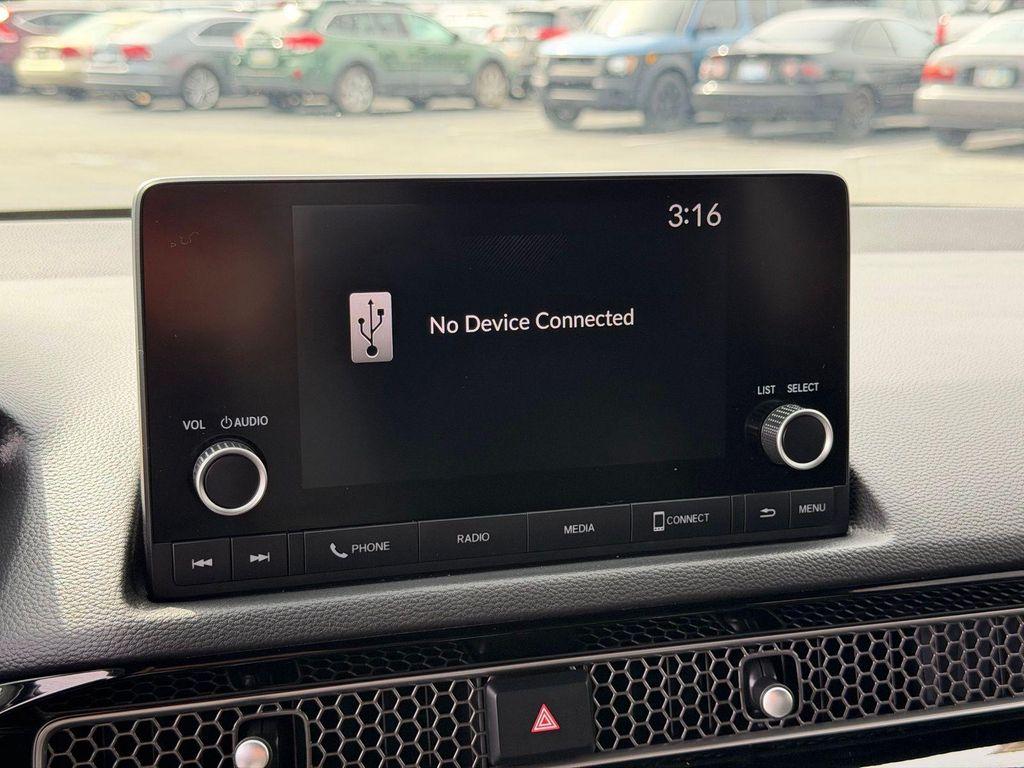 3:16
No Device Connected
LIST SELECT
VOL AUDIO
PHONE
RADIO
MEDIA
CONNECT
MENU